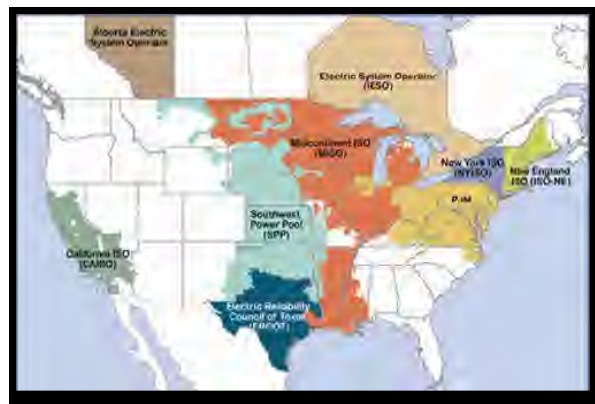 Alberta Electric
System Operator
Electric System Operator
(IESO)
Midcontinent ISO
(MISO)
New York ISO
(NYISO)
New England
ISO (ISO-NE)
PJM
Southwest
Power Pool
(SPP)
California ISO
(CAISO)
Electric Reliability
Council of Texas
(ERCOT)